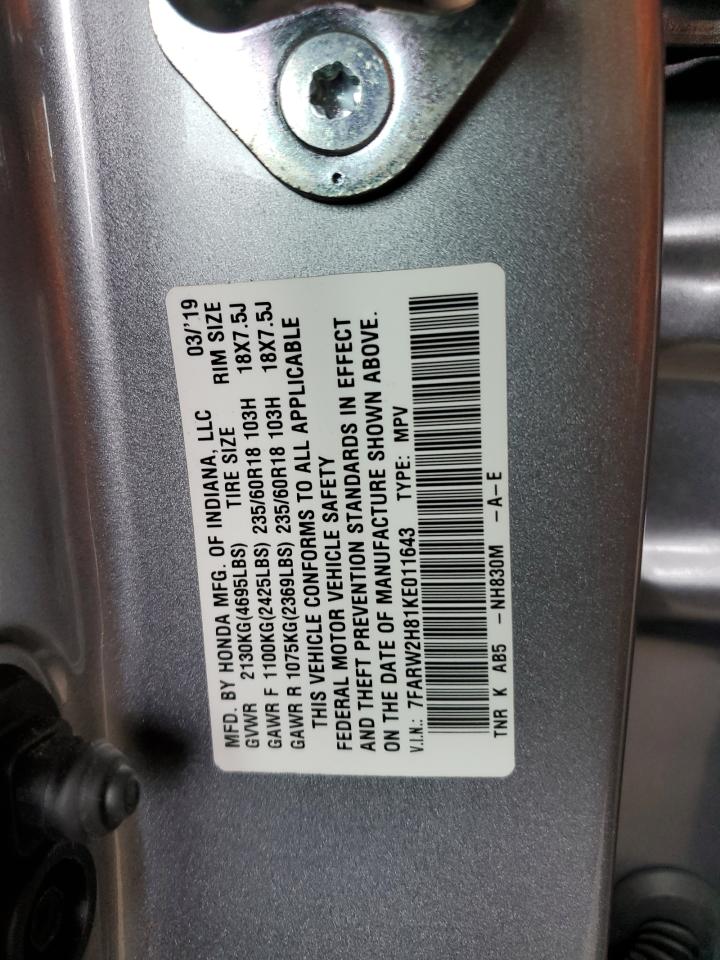 MFD. BY HONDA MFG. OF INDIANA, LLC 03/'19
GVWR 2130KG(4695LBS) TIRE SIZE RIM SIZE
GAWR F 1100KG(2425LBS) 235/60R18 103H 18X7.5J
GAWR R 1075KG(2369LBS) 235/60R18 103H 18X7.5J
THIS VEHICLE CONFORMS TO ALL APPLICABLE
FEDERAL MOTOR VEHICLE SAFETY
AND THEFT PREVENTION STANDARDS IN EFFECT
ON THE DATE OF MANUFACTURE SHOWN ABOVE.
V.I.N.: 7FARW2H81KE011643 TYPE: MPV
TNR K AB5 -NH830M -A-E